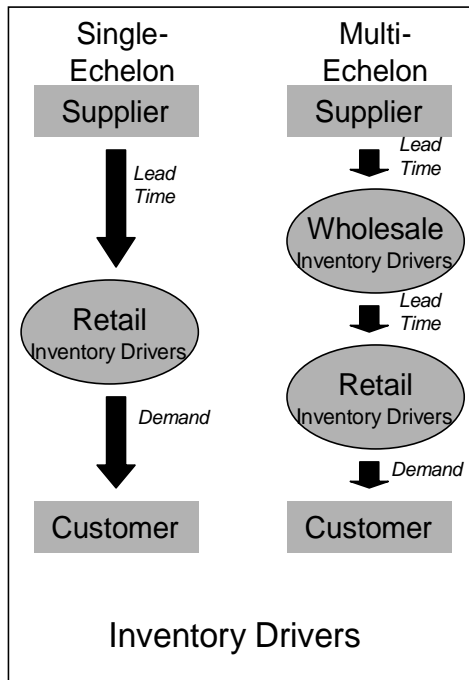 Single-
Echelon
Supplier
Lead
Time
Retail
Inventory Drivers
Demand
Customer
Multi-
Echelon
Supplier
Lead
Time
Wholesale
Inventory Drivers
Lead
Time
Retail
Inventory Drivers
Demand
Customer
Inventory Drivers